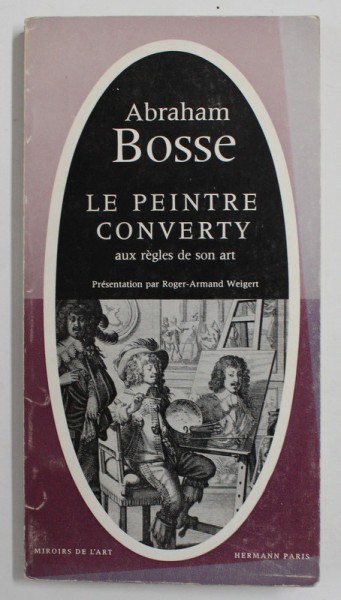 Abraham
Bosse
LE PEINTRE
CONVERTY
aux règles de son art
Présentation par Roger-Armand Weigert
MIROIRS DE L'ART
HERMANN PARIS